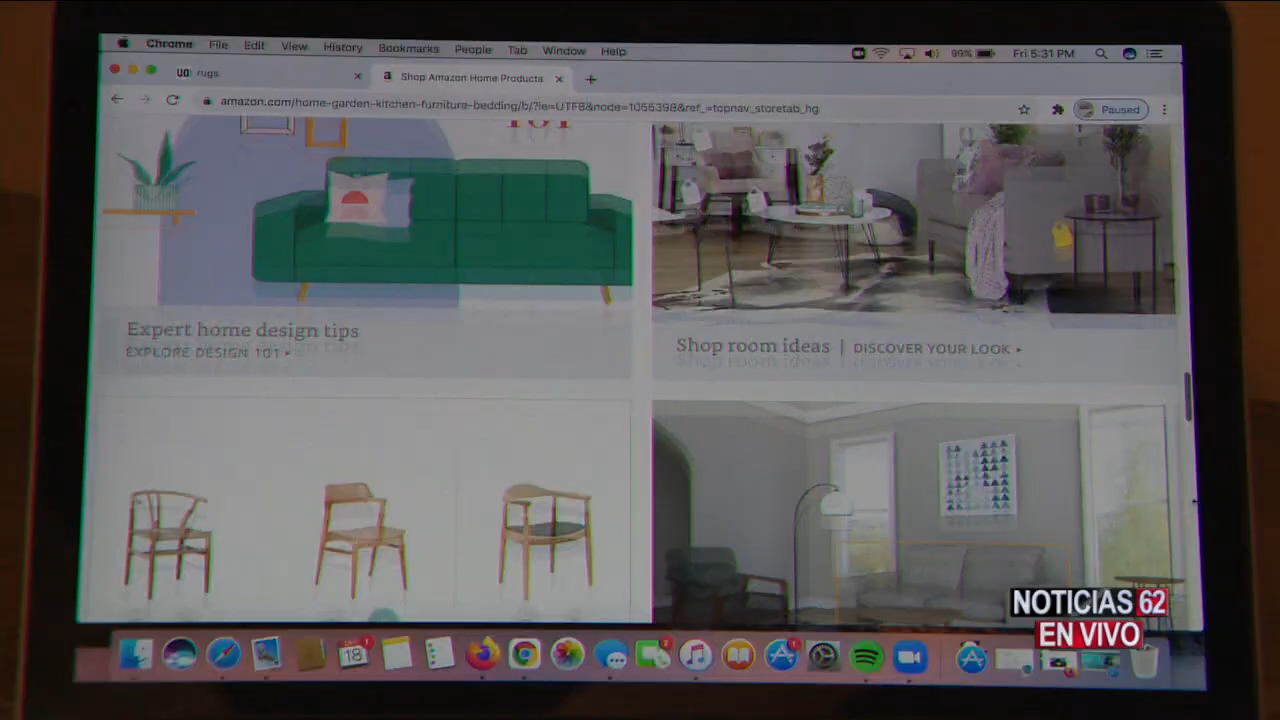 Chrome File Edit View History Bookmarks People Tab Window Help 99% Fri 5:31 PM
UO rugs a Shop Amazon Home Products
amazon.com/home-garden-kitchen-furniture-bedding/b/?ie=UTF8&node=1055398&ref_=topnav_storetab_hg Paused
101
Expert home design tips
EXPLORE DESIGN 101
Shop room ideas | DISCOVER YOUR LOOK
18
NOTICIAS 62
EN VIVO